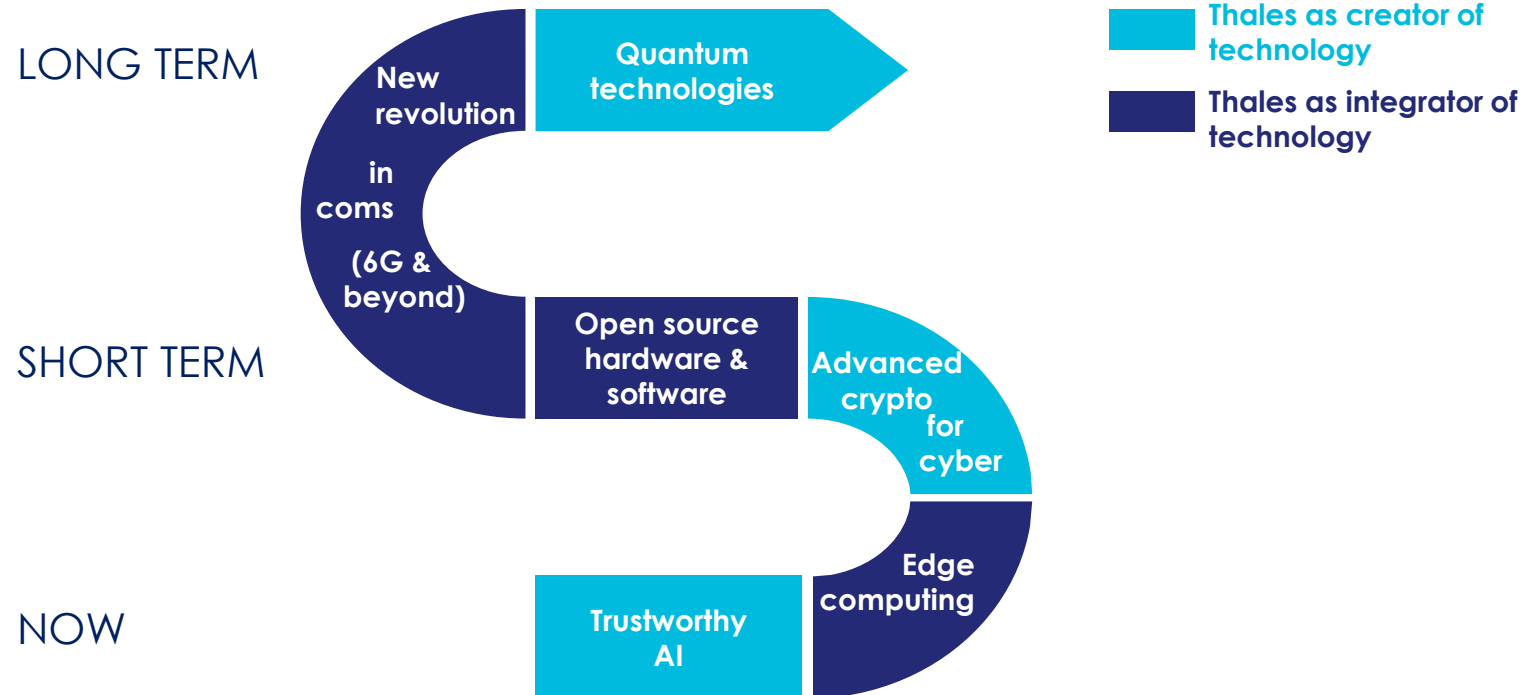 LONG TERM
New
revolution
in
coms
(6G &
beyond)
Quantum
technologies
Thales as creator of
technology
Thales as integrator of
technology
SHORT TERM
Open source
hardware &
software
Advanced
crypto
for
cyber
NOW
Trustworthy
AI
Edge
computing